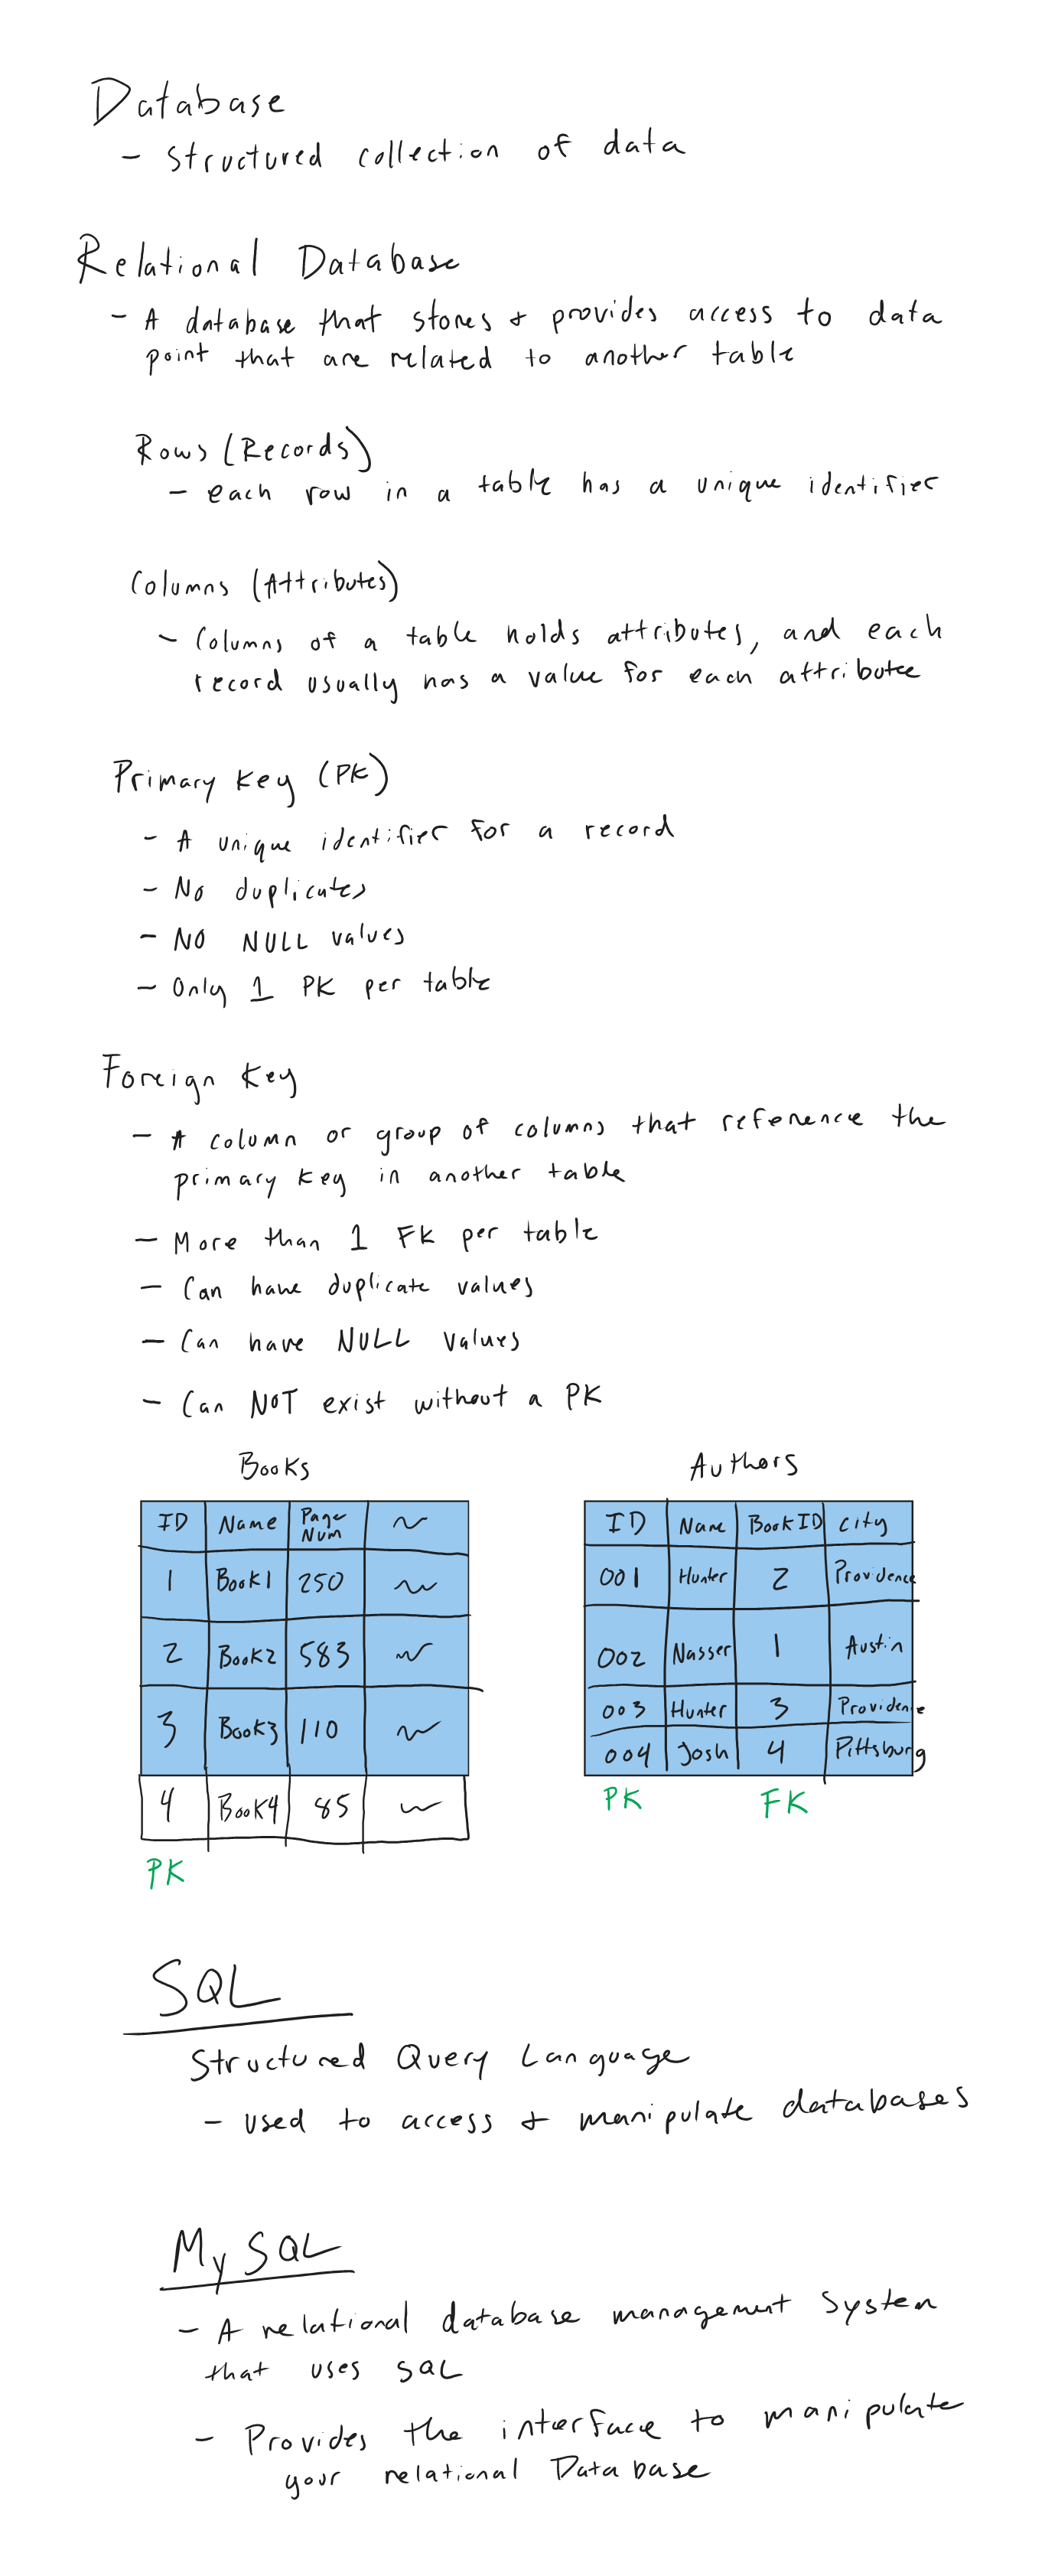 Database
- Structured collection of data
Relational Database
- A database that stores & provides access to data
point that are related to another table
Rows (Records)
- each row in a table has a unique identifier
Columns (Attributes)
- Columns of a table holds attributes, and each
record usually has a value for each attribute
Primary Key (PK)
- A unique identifier for a record
- No duplicates
- NO NULL values
- Only 1 PK per table
Foreign Key
- A column or group of columns that reference the
primary key in another table
- More than 1 FK per table
- Can have duplicate values
- Can have NULL values
- Can NOT exist without a PK
Books
ID Name Page Num ~
1 Book1 250 ~
2 Book2 583 ~
3 Book3 110 ~
4 Book4 85 ~
PK
Authors
ID Name BookID City
001 Hunter 2 Providence
002 Nasser 1 Austin
003 Hunter 3 Providence
004 Josh 4 Pittsburg
PK FK
SQL
Structured Query Language
- used to access & manipulate databases
MySQL
- A relational database management system
that uses SQL
- Provides the interface to manipulate
your relational Database